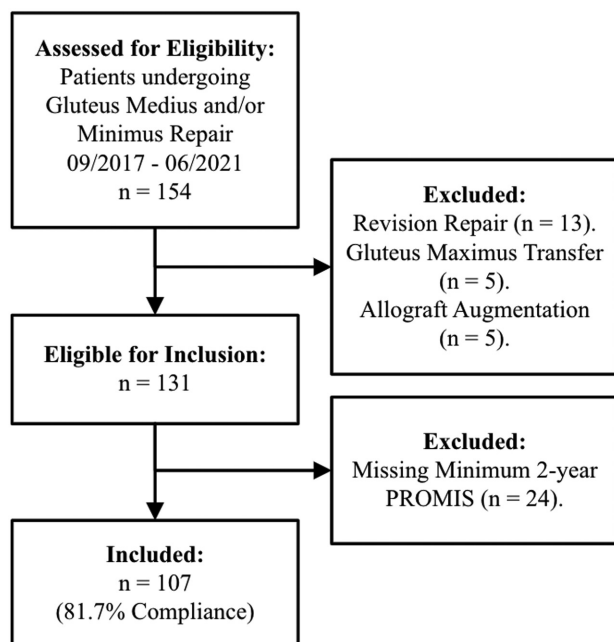 Assessed for Eligibility:
Patients undergoing
Gluteus Medius and/or
Minimus Repair
09/2017 - 06/2021
n = 154
Excluded:
Revision Repair (n = 13).
Gluteus Maximus Transfer
(n = 5).
Allograft Augmentation
(n = 5).
Eligible for Inclusion:
n = 131
Excluded:
Missing Minimum 2-year
PROMIS (n = 24).
Included:
n = 107
(81.7% Compliance)